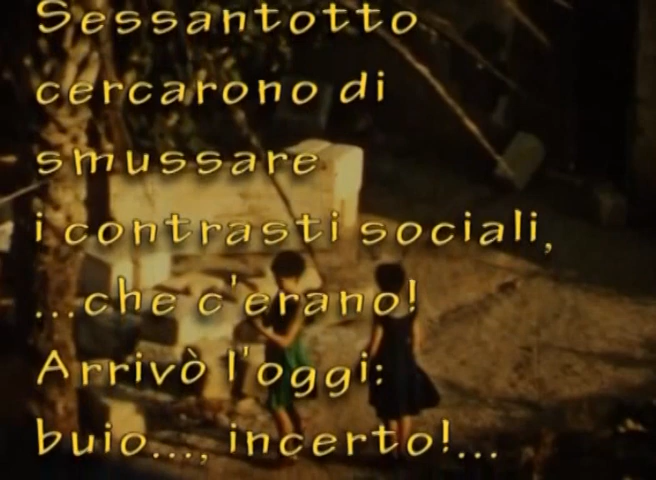 Sessantotto
cercarono di
smussare
i contrasti sociali,
...che c'erano!
Arrivò l'oggi:
buio..., incerto!...